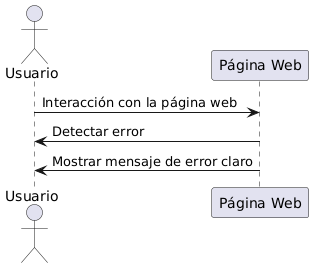 Usuario
Página Web
Interacción con la página web
Detectar error
Mostrar mensaje de error claro
Usuario
Página Web